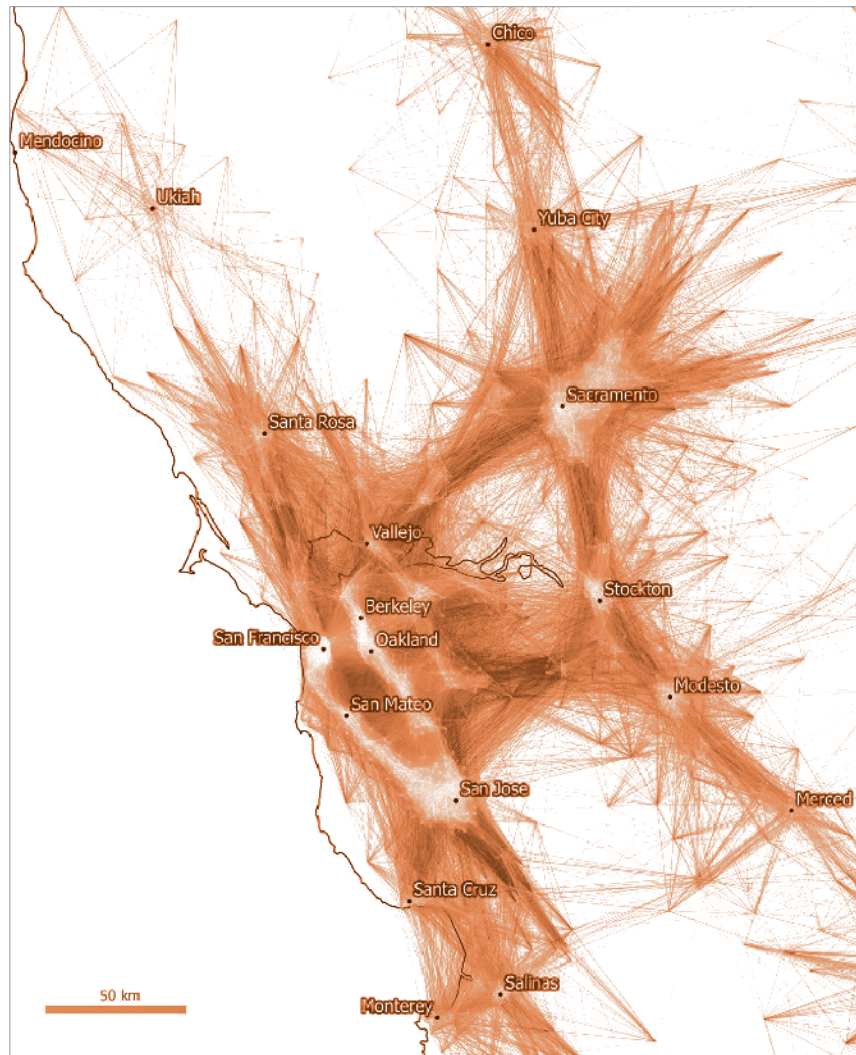 Chico
Mendocino
Ukiah
Yuba City
Sacramento
Santa Rosa
Vallejo
Stockton
Berkeley
San Francisco
Oakland
Modesto
San Mateo
San Jose
Merced
Santa Cruz
Salinas
50 km
Monterey